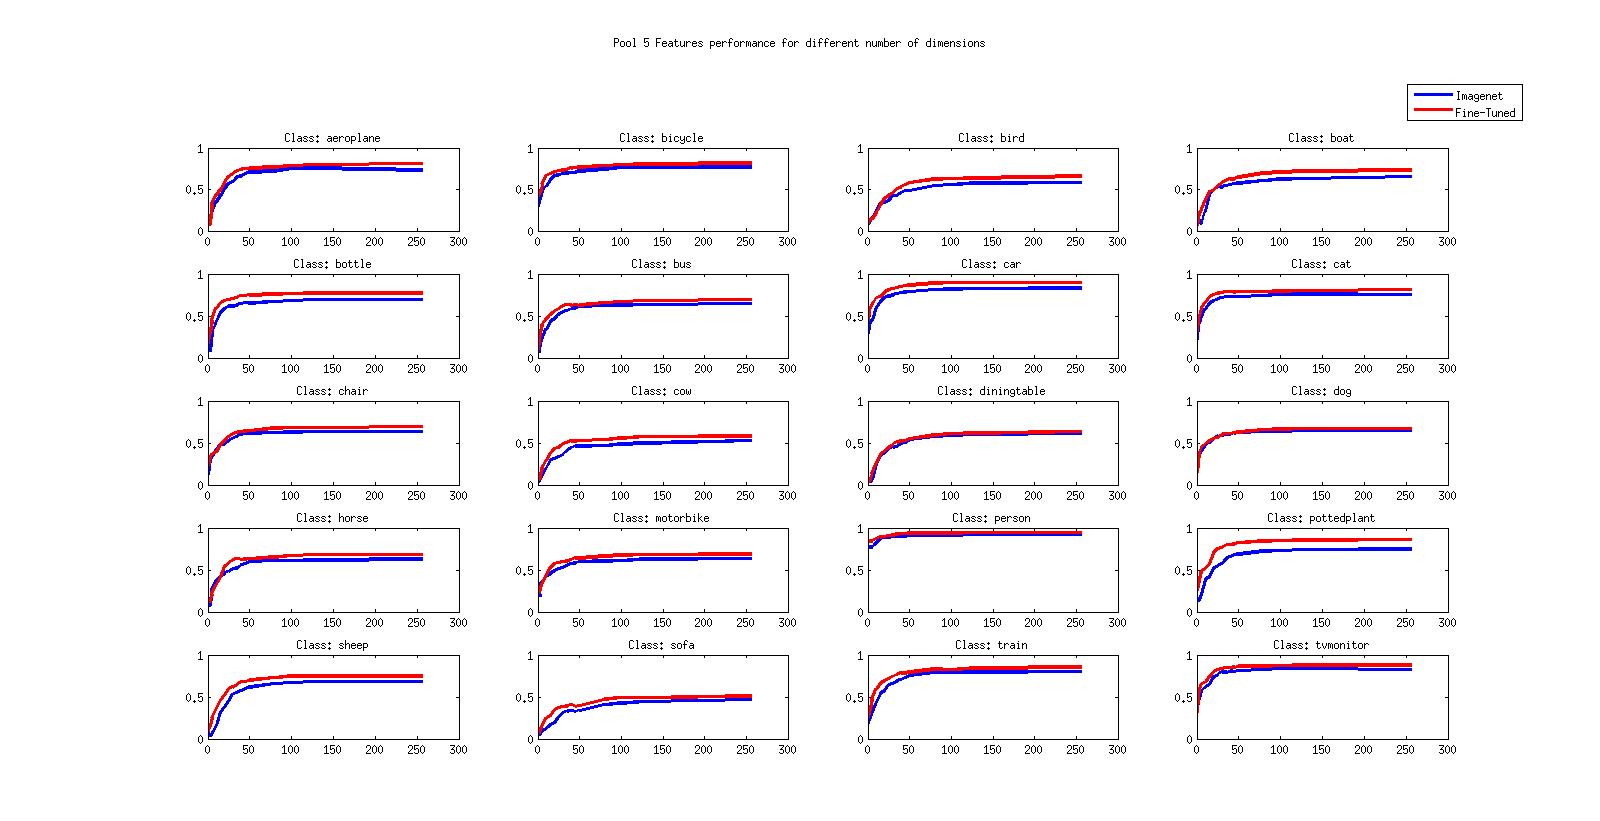 Pool 5 Features performance for different number of dimensions
Imagenet
Fine-Tuned
Class: aeroplane
1
0.5
0
0 50 100 150 200 250 300
Class: bicycle
1
0.5
0
0 50 100 150 200 250 300
Class: bird
1
0.5
0
0 50 100 150 200 250 300
Class: boat
1
0.5
0
0 50 100 150 200 250 300
Class: bottle
1
0.5
0
0 50 100 150 200 250 300
Class: bus
1
0.5
0
0 50 100 150 200 250 300
Class: car
1
0.5
0
0 50 100 150 200 250 300
Class: cat
1
0.5
0
0 50 100 150 200 250 300
Class: chair
1
0.5
0
0 50 100 150 200 250 300
Class: cow
1
0.5
0
0 50 100 150 200 250 300
Class: diningtable
1
0.5
0
0 50 100 150 200 250 300
Class: dog
1
0.5
0
0 50 100 150 200 250 300
Class: horse
1
0.5
0
0 50 100 150 200 250 300
Class: motorbike
1
0.5
0
0 50 100 150 200 250 300
Class: person
1
0.5
0
0 50 100 150 200 250 300
Class: pottedplant
1
0.5
0
0 50 100 150 200 250 300
Class: sheep
1
0.5
0
0 50 100 150 200 250 300
Class: sofa
1
0.5
0
0 50 100 150 200 250 300
Class: train
1
0.5
0
0 50 100 150 200 250 300
Class: tvmonitor
1
0.5
0
0 50 100 150 200 250 300